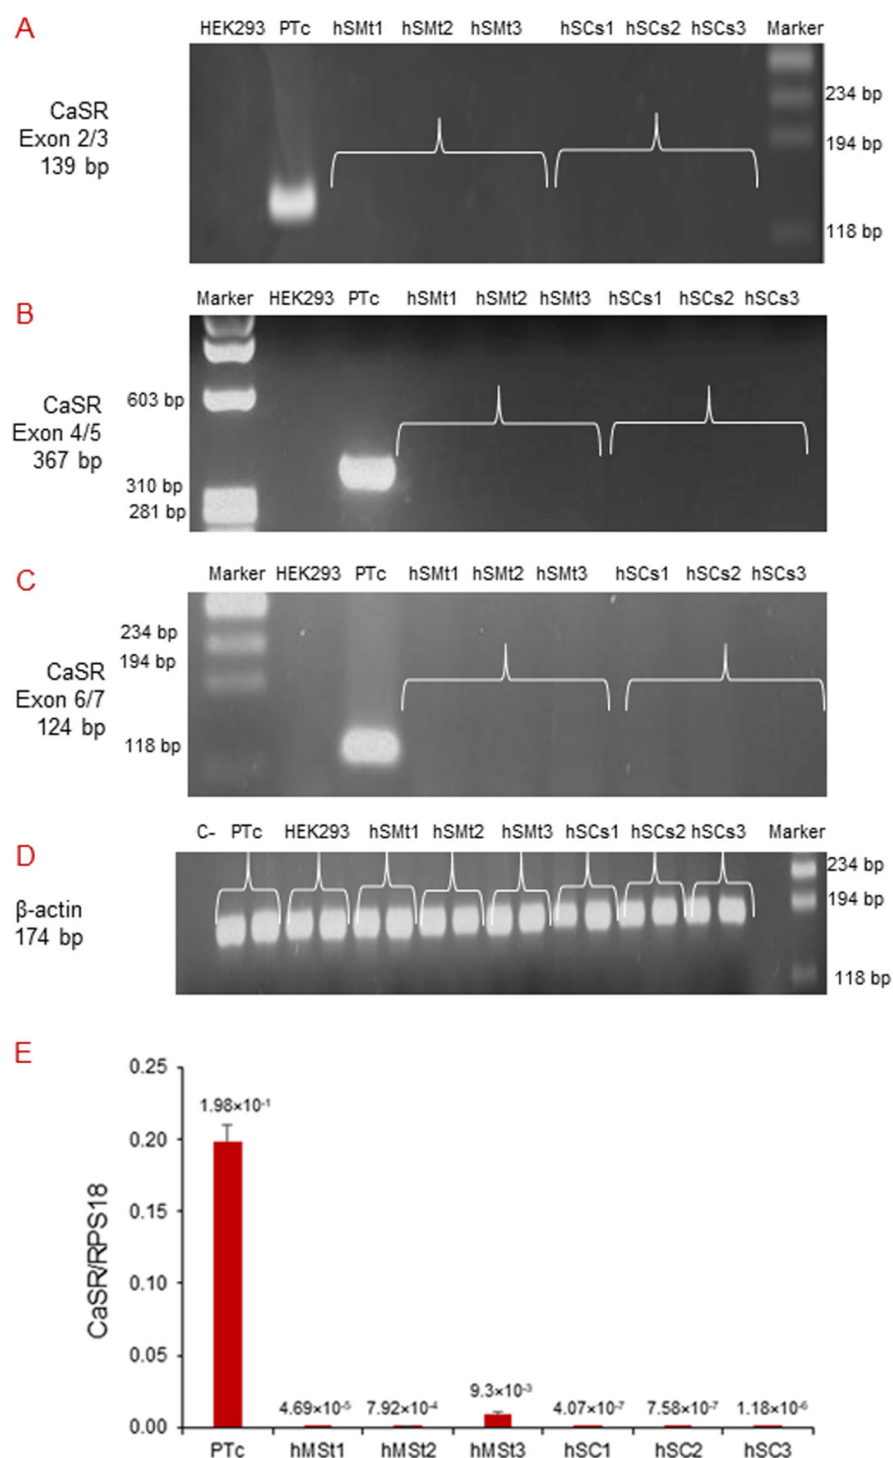 A
HEK293 PTc hSMt1 hSMt2 hSMt3 hSCs1 hSCs2 hSCs3 Marker
CaSR
Exon 2/3
139 bp
234 bp
194 bp
118 bp
B
Marker HEK293 PTc hSMt1 hSMt2 hSMt3 hSCs1 hSCs2 hSCs3
CaSR
Exon 4/5
367 bp
603 bp
310 bp
281 bp
C
Marker HEK293 PTc hSMt1 hSMt2 hSMt3 hSCs1 hSCs2 hSCs3
CaSR
Exon 6/7
124 bp
234 bp
194 bp
118 bp
D
C- PTc HEK293 hSMt1 hSMt2 hSMt3 hSCs1 hSCs2 hSCs3 Marker
β-actin
174 bp
234 bp
194 bp
118 bp
E
CaSR/RPS18
0.25
0.20
0.15
0.10
0.05
0.00
1.98×10⁻¹
4.69×10⁻⁵ 7.92×10⁻⁴ 9.3×10⁻³ 4.07×10⁻⁷ 7.58×10⁻⁷ 1.18×10⁻⁶
PTc hMSt1 hMSt2 hMSt3 hSC1 hSC2 hSC3